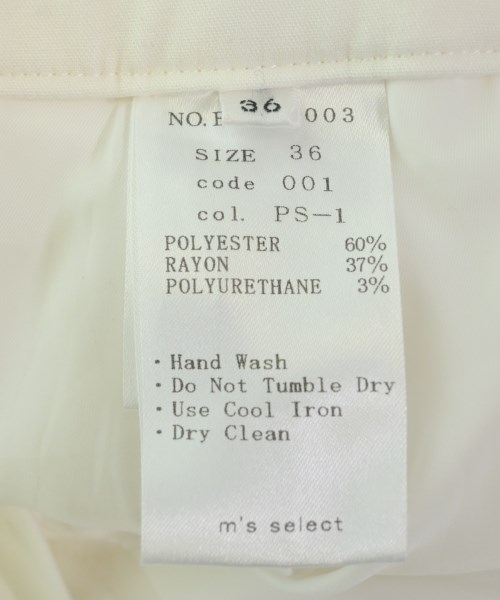 36
NO. 003
SIZE 36
code 001
col. PS-1
POLYESTER 60%
RAYON 37%
POLYURETHANE 3%
・Hand Wash
・Do Not Tumble Dry
・Use Cool Iron
・Dry Clean
m's select